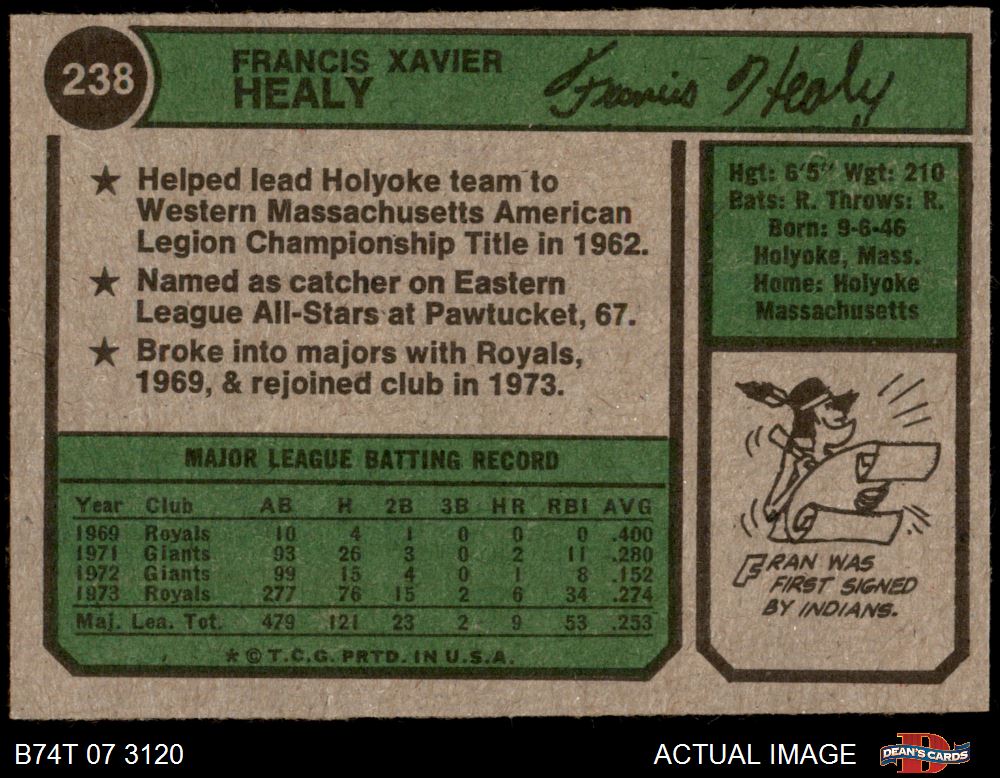 238
FRANCIS XAVIER
HEALY
Francis X Healy
★ Helped lead Holyoke team to
Western Massachusetts American
Legion Championship Title in 1962.
★ Named as catcher on Eastern
League All-Stars at Pawtucket, 67.
★ Broke into majors with Royals,
1969, & rejoined club in 1973.
Hgt: 6'5" Wgt: 210
Bats: R. Throws: R.
Born: 9-6-46
Holyoke, Mass.
Home: Holyoke
Massachusetts
MAJOR LEAGUE BATTING RECORD
Year Club AB H 2B 3B HR RBI AVG
1969 Royals 10 4 1 0 0 0 .400
1971 Giants 93 26 3 0 2 11 .280
1972 Giants 99 15 4 0 1 8 .152
1973 Royals 277 76 15 2 6 34 .274
Maj. Lea. Tot. 479 121 23 2 9 53 .253
★ © T.C.G. PRTD. IN U.S.A.
FRAN WAS
FIRST SIGNED
BY INDIANS.
B74T 07 3120
ACTUAL IMAGE
DEAN'S CARDS